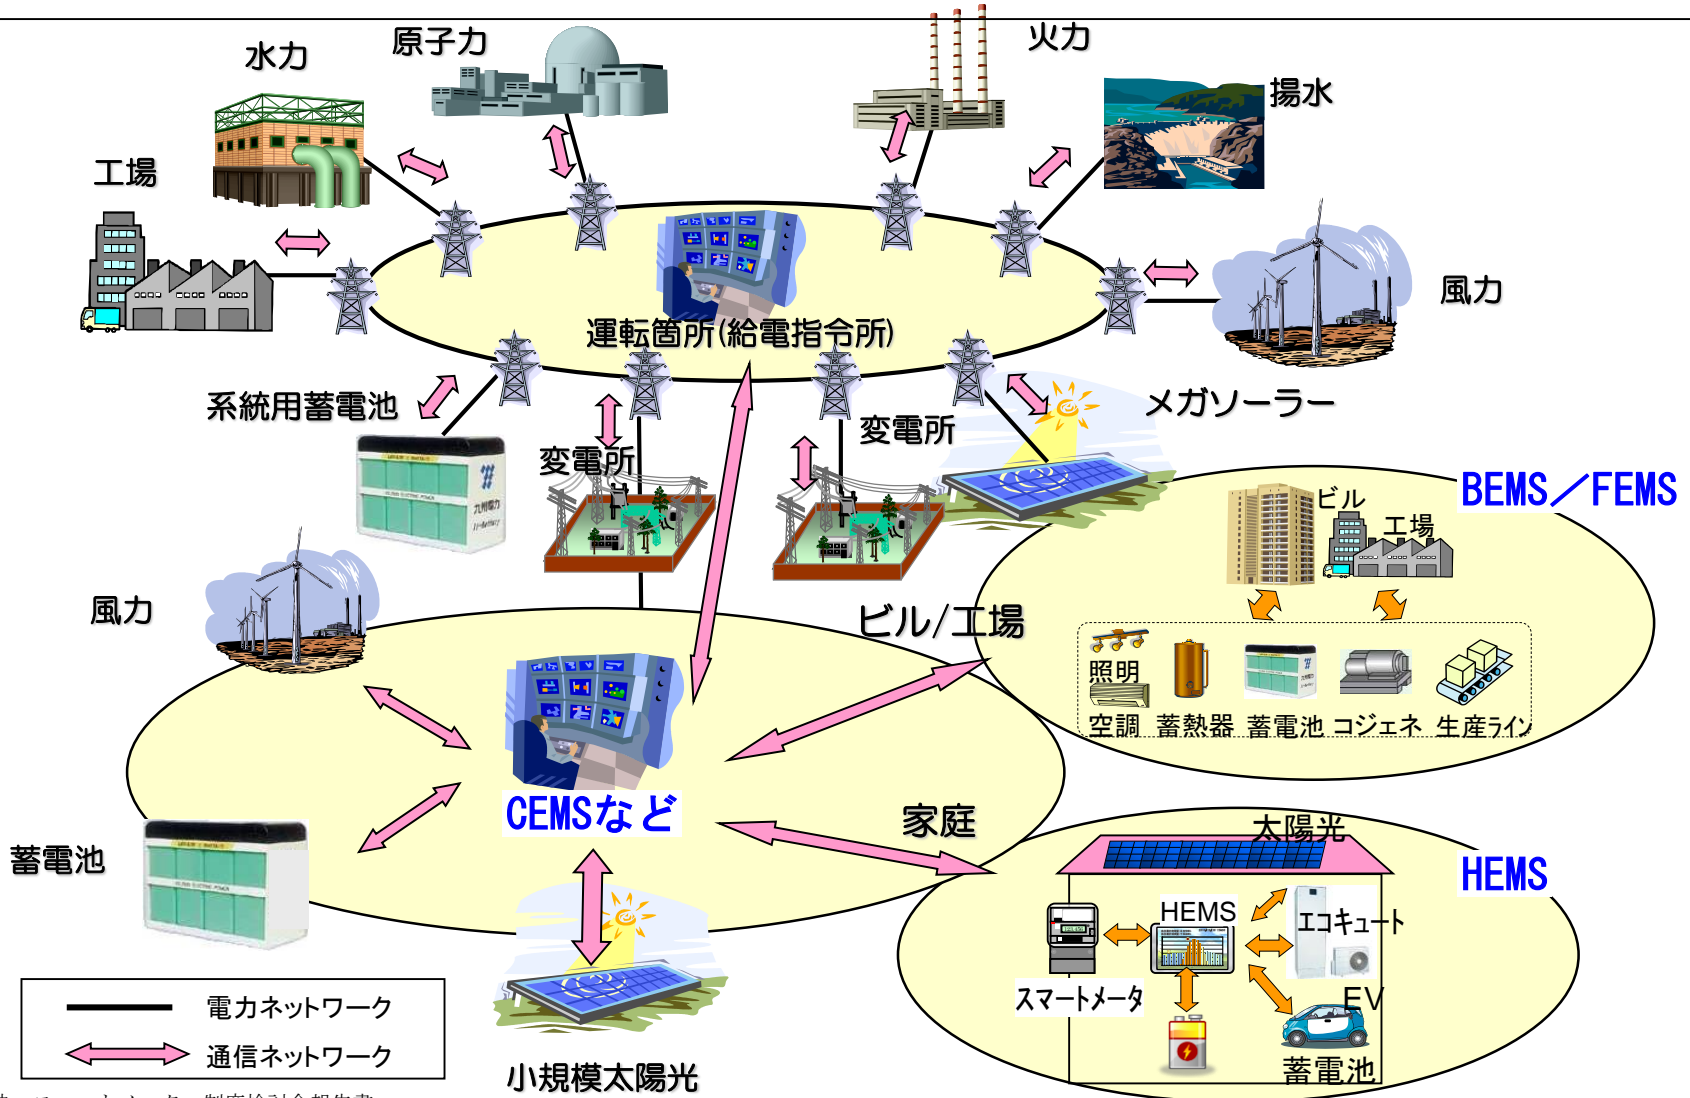 水力
原子力
火力
揚水
工場
風力
運転箇所(給電指令所)
系統用蓄電池
九州電力
変電所
変電所
メガソーラー
BEMS／FEMS
ビル
工場
風力
ビル/工場
照明
空調
蓄熱器
蓄電池
コジェネ
生産ライン
CEMSなど
家庭
太陽光
HEMS
蓄電池
HEMS
エコキュート
スマートメータ
EV
蓄電池
電力ネットワーク
通信ネットワーク
小規模太陽光